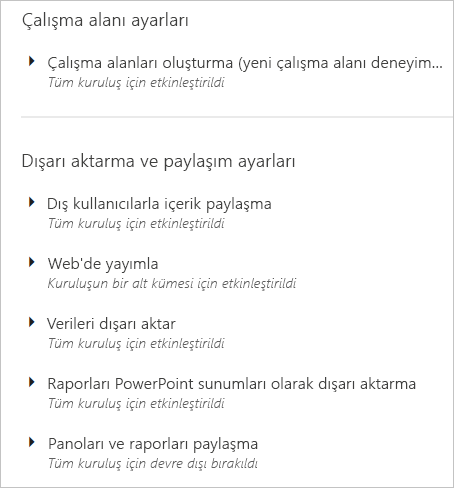 Çalışma alanı ayarları
Çalışma alanları oluşturma (yeni çalışma alanı deneyim...
Tüm kuruluş için etkinleştirildi
Dışarı aktarma ve paylaşım ayarları
Dış kullanıcılarla içerik paylaşma
Tüm kuruluş için etkinleştirildi
Web'de yayımla
Kuruluşun bir alt kümesi için etkinleştirildi
Verileri dışarı aktar
Tüm kuruluş için etkinleştirildi
Raporları PowerPoint sunumları olarak dışarı aktarma
Tüm kuruluş için etkinleştirildi
Panoları ve raporları paylaşma
Tüm kuruluş için devre dışı bırakıldı